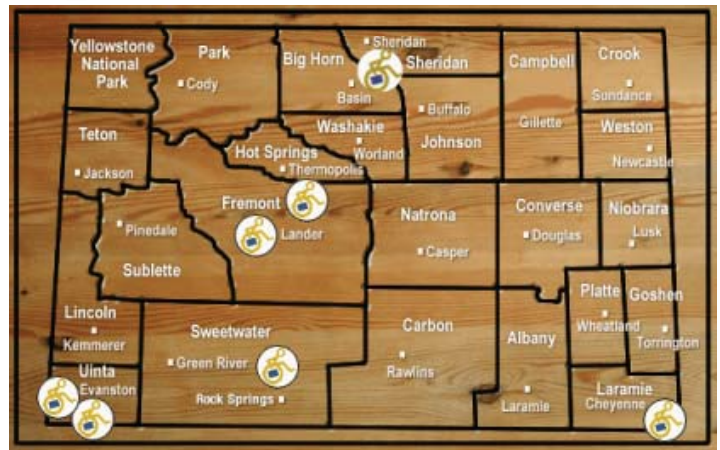 Yellowstone
National
Park
Park
Cody
Big Horn
Basin
Sheridan
Sheridan
Campbell
Gillette
Crook
Sundance
Teton
Jackson
Hot Springs
Thermopolis
Washakie
Worland
Buffalo
Johnson
Weston
Newcastle
Pinedale
Sublette
Fremont
Lander
Natrona
Casper
Converse
Douglas
Niobrara
Lusk
Lincoln
Kemmerer
Sweetwater
Green River
Rock Springs
Carbon
Rawlins
Albany
Laramie
Platte
Wheatland
Goshen
Torrington
Uinta
Evanston
Laramie
Cheyenne